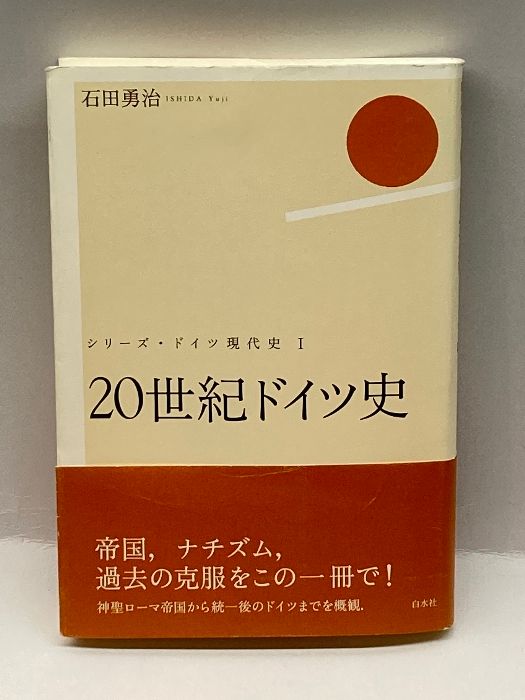 石田勇治 ISHIDA Yuji
シリーズ・ドイツ現代史 I
20世紀ドイツ史
帝国，ナチズム，
過去の克服をこの一冊で！
神聖ローマ帝国から統一後のドイツまでを概観．
白水社